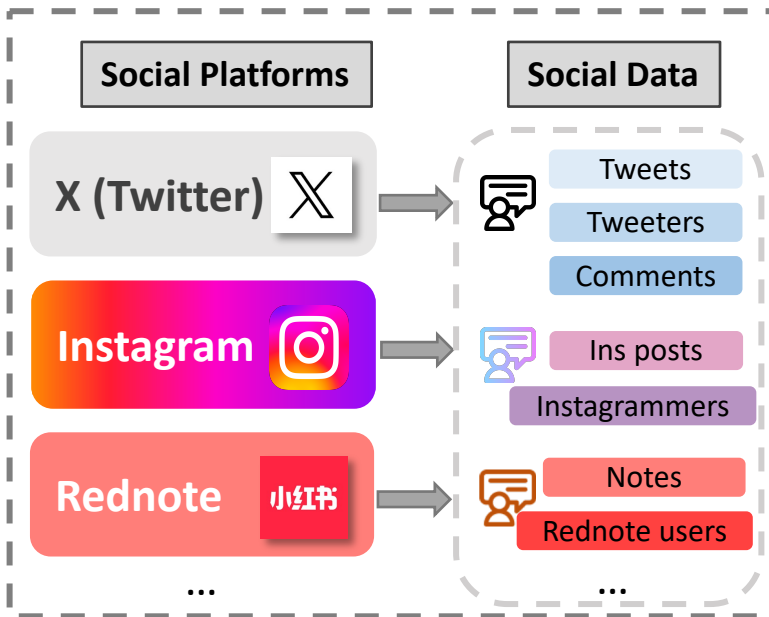 Social Platforms
Social Data
X (Twitter)
Tweets
Tweeters
Comments
Instagram
Ins posts
Instagrammers
Rednote
小红书
Notes
Rednote users
...
...